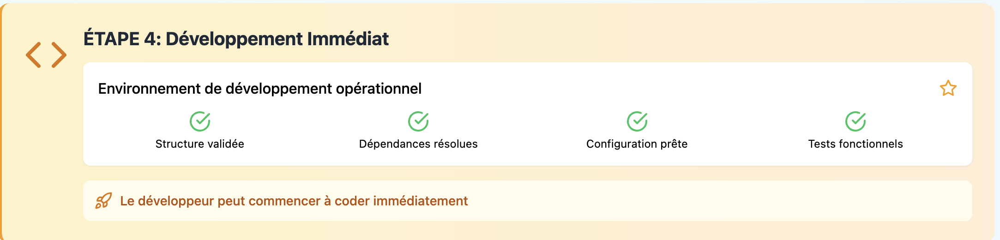 ÉTAPE 4: Développement Immédiat
Environnement de développement opérationnel
Structure validée
Dépendances résolues
Configuration prête
Tests fonctionnels
Le développeur peut commencer à coder immédiatement